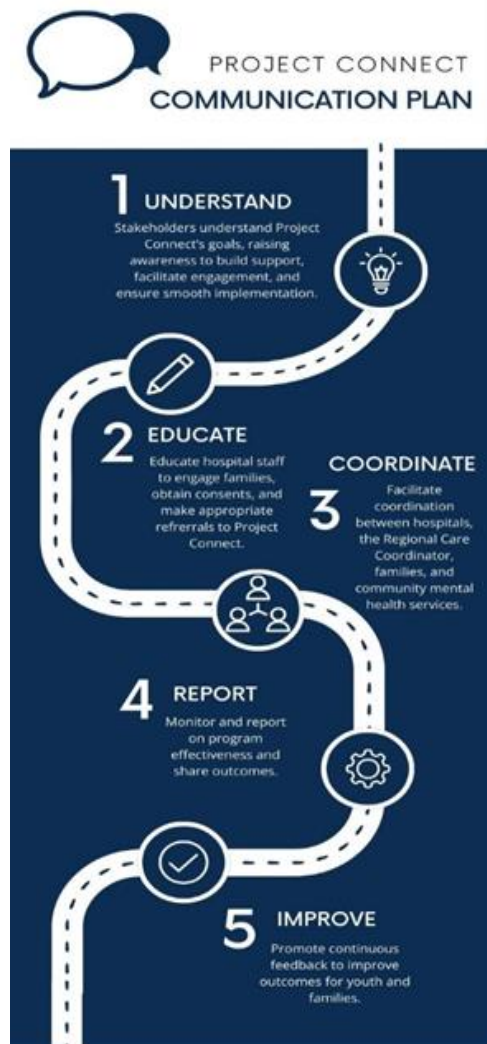 PROJECT CONNECT
COMMUNICATION PLAN
1 UNDERSTAND
Stakeholders understand Project
Connect's goals, raising
awareness to build support,
facilitate engagement, and
ensure smooth implementation.
2 EDUCATE
Educate hospital staff
to engage families,
obtain consents, and
make appropriate
refrerrals to Project
Connect.
COORDINATE
3
Facilitate
coordination
between hospitals,
the Regional Care
Coordinator,
families, and
community mental
health services.
4 REPORT
Monitor and report
on program
effectiveness and
share outcomes.
5 IMPROVE
Promote continuous
feedback to improve
outcomes for youth and
families.